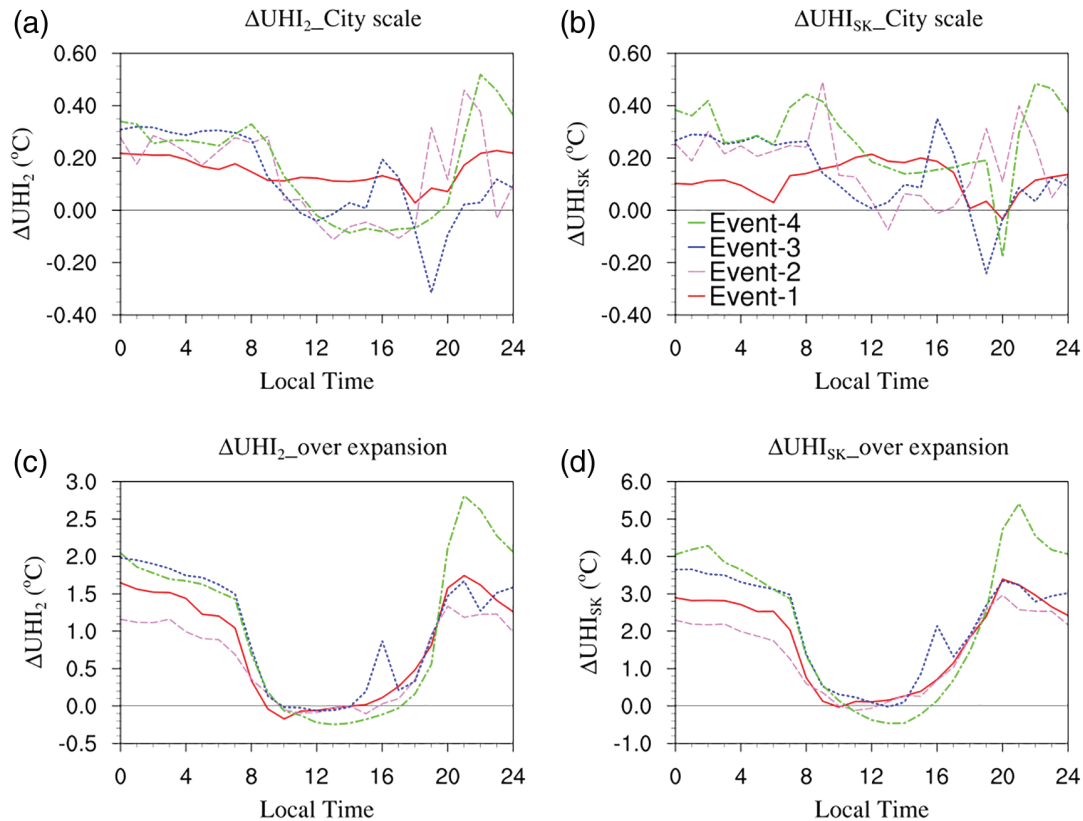 (a)
ΔUHI₂_City scale
0.60
0.40
0.20
0.00
-0.20
-0.40
ΔUHI₂ (°C)
0 4 8 12 16 20 24
Local Time
(b)
ΔUHI_SK_City scale
0.60
0.40
0.20
0.00
-0.20
-0.40
ΔUHI_SK (°C)
Event-4
Event-3
Event-2
Event-1
0 4 8 12 16 20 24
Local Time
(c)
ΔUHI₂_over expansion
3.0
2.5
2.0
1.5
1.0
0.5
0.0
-0.5
ΔUHI₂ (°C)
0 4 8 12 16 20 24
Local Time
(d)
ΔUHI_SK_over expansion
6.0
5.0
4.0
3.0
2.0
1.0
0.0
-1.0
ΔUHI_SK (°C)
0 4 8 12 16 20 24
Local Time